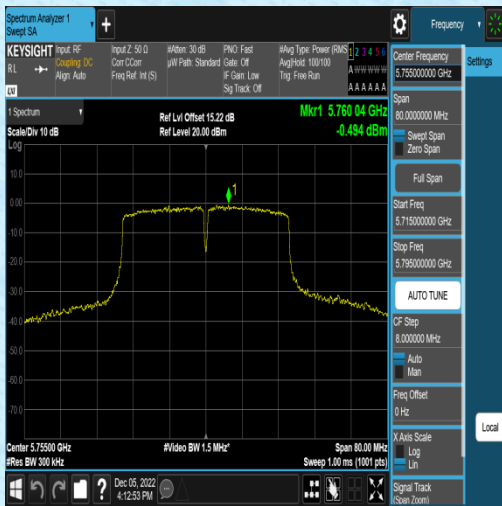 Spectrum Analyzer 1
Swept SA
Frequency
KEYSIGHT
RL
LXI
Input: RF
Coupling: DC
Align: Auto
Input Z: 50 Ω
Corr CCorr
Freq Ref: Int (S)
#Atten: 30 dB
µW Path: Standard
PNO: Fast
Gate: Off
IF Gain: Low
Sig Track: Off
#Avg Type: Power (RMS
Avg|Hold: 100/100
Trig: Free Run
1 2 3 4 5 6
A W W W W W
A A A A A A
1 Spectrum
Scale/Div 10 dB
Log
Ref Lvl Offset 15.22 dB
Ref Level 20.00 dBm
Mkr1 5.760 04 GHz
-0.494 dBm
10.0
0.00
-10.0
-20.0
-30.0
-40.0
-50.0
-60.0
-70.0
1
Center 5.75500 GHz
#Res BW 300 kHz
#Video BW 1.5 MHz*
Span 80.00 MHz
Sweep 1.00 ms (1001 pts)
Dec 05, 2022
4:12:53 PM
Center Frequency
5.755000000 GHz
Span
80.0000000 MHz
Swept Span
Zero Span
Full Span
Start Freq
5.715000000 GHz
Stop Freq
5.795000000 GHz
AUTO TUNE
CF Step
8.000000 MHz
Auto
Man
Freq Offset
0 Hz
X Axis Scale
Log
Lin
Signal Track
(Span Zoom)
Settings
Local